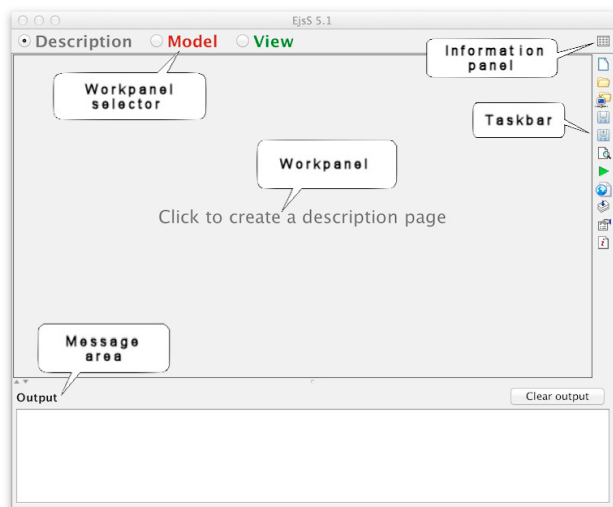 EjsS 5.1
Description Model View
Information
panel
Workpanel
selector
Taskbar
Workpanel
Click to create a description page
Message
area
Output
Clear output